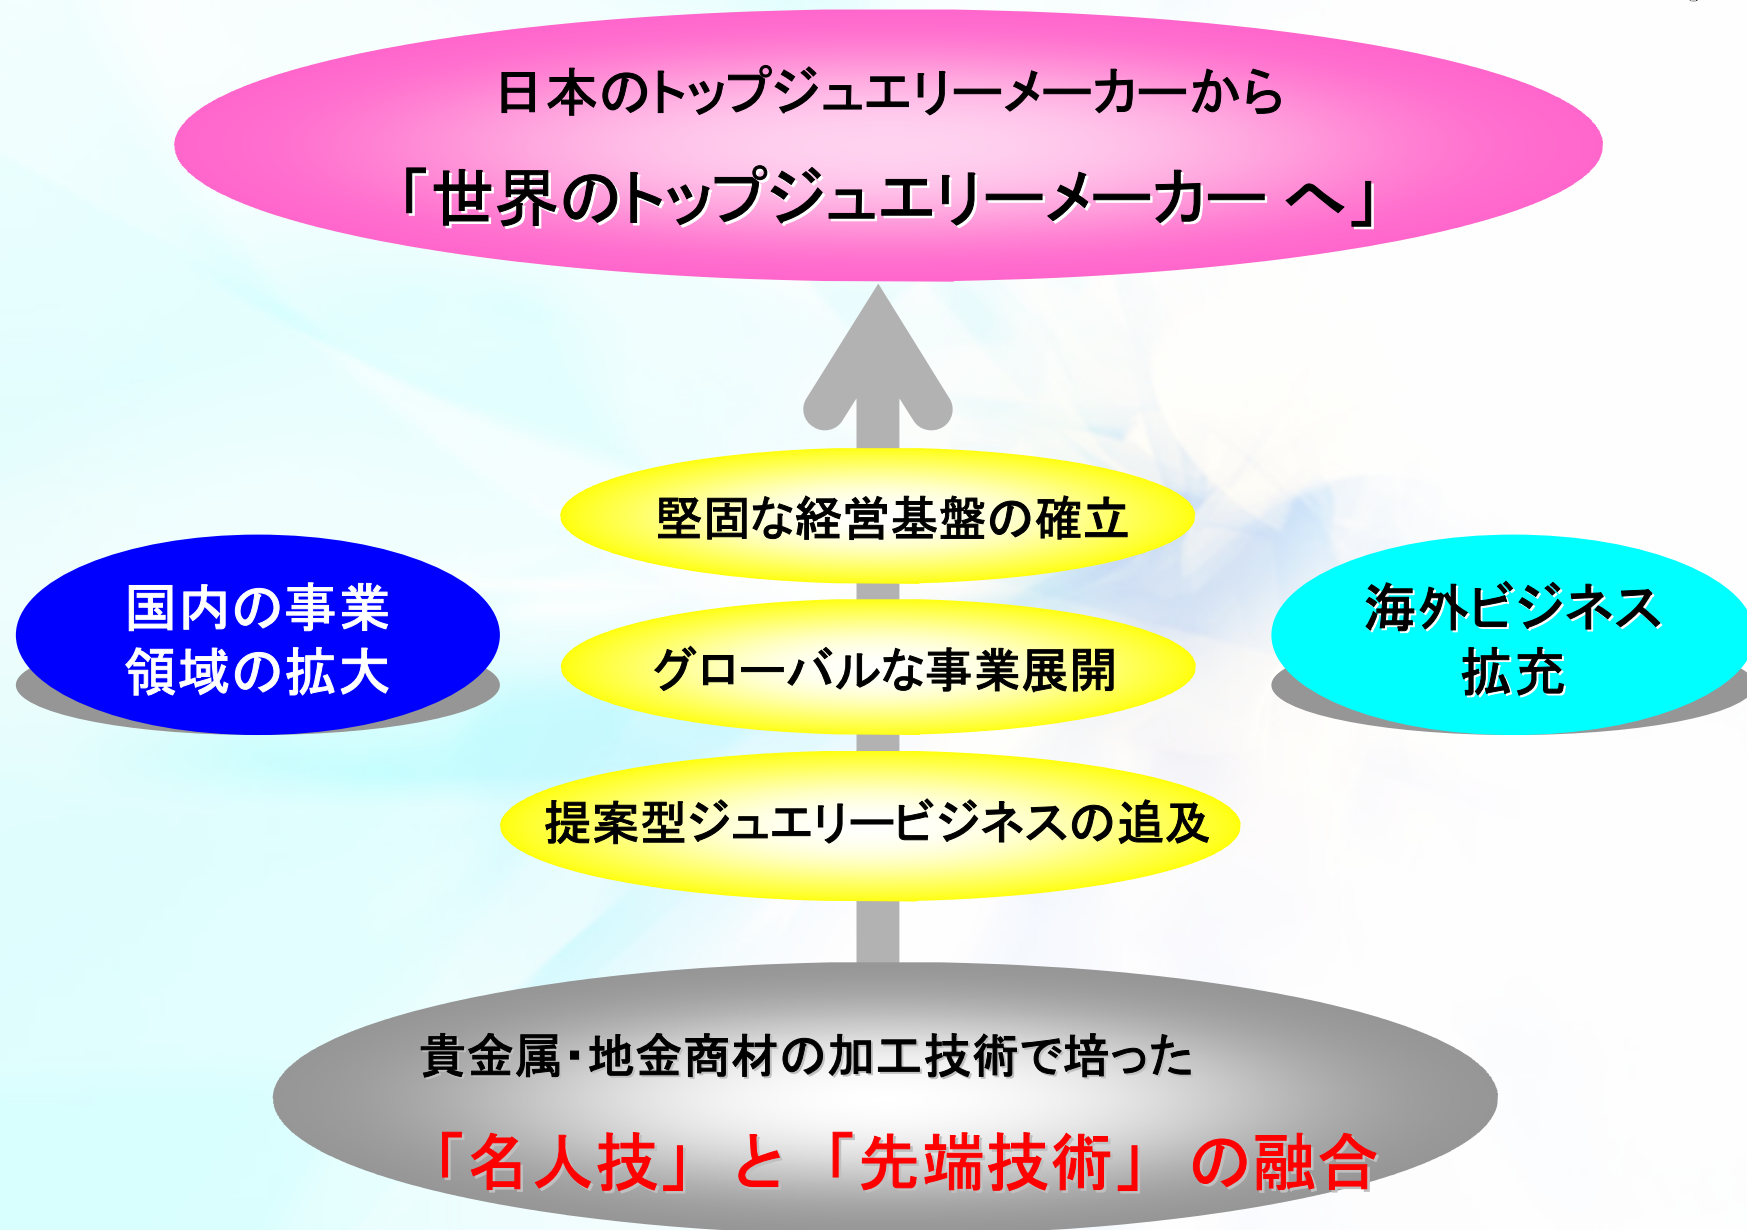 日本のトップジュエリーメーカーから
「世界のトップジュエリーメーカー へ」
堅固な経営基盤の確立
国内の事業
領域の拡大
グローバルな事業展開
海外ビジネス
拡充
提案型ジュエリービジネスの追及
貴金属・地金商材の加工技術で培った
「名人技」 と 「先端技術」 の融合